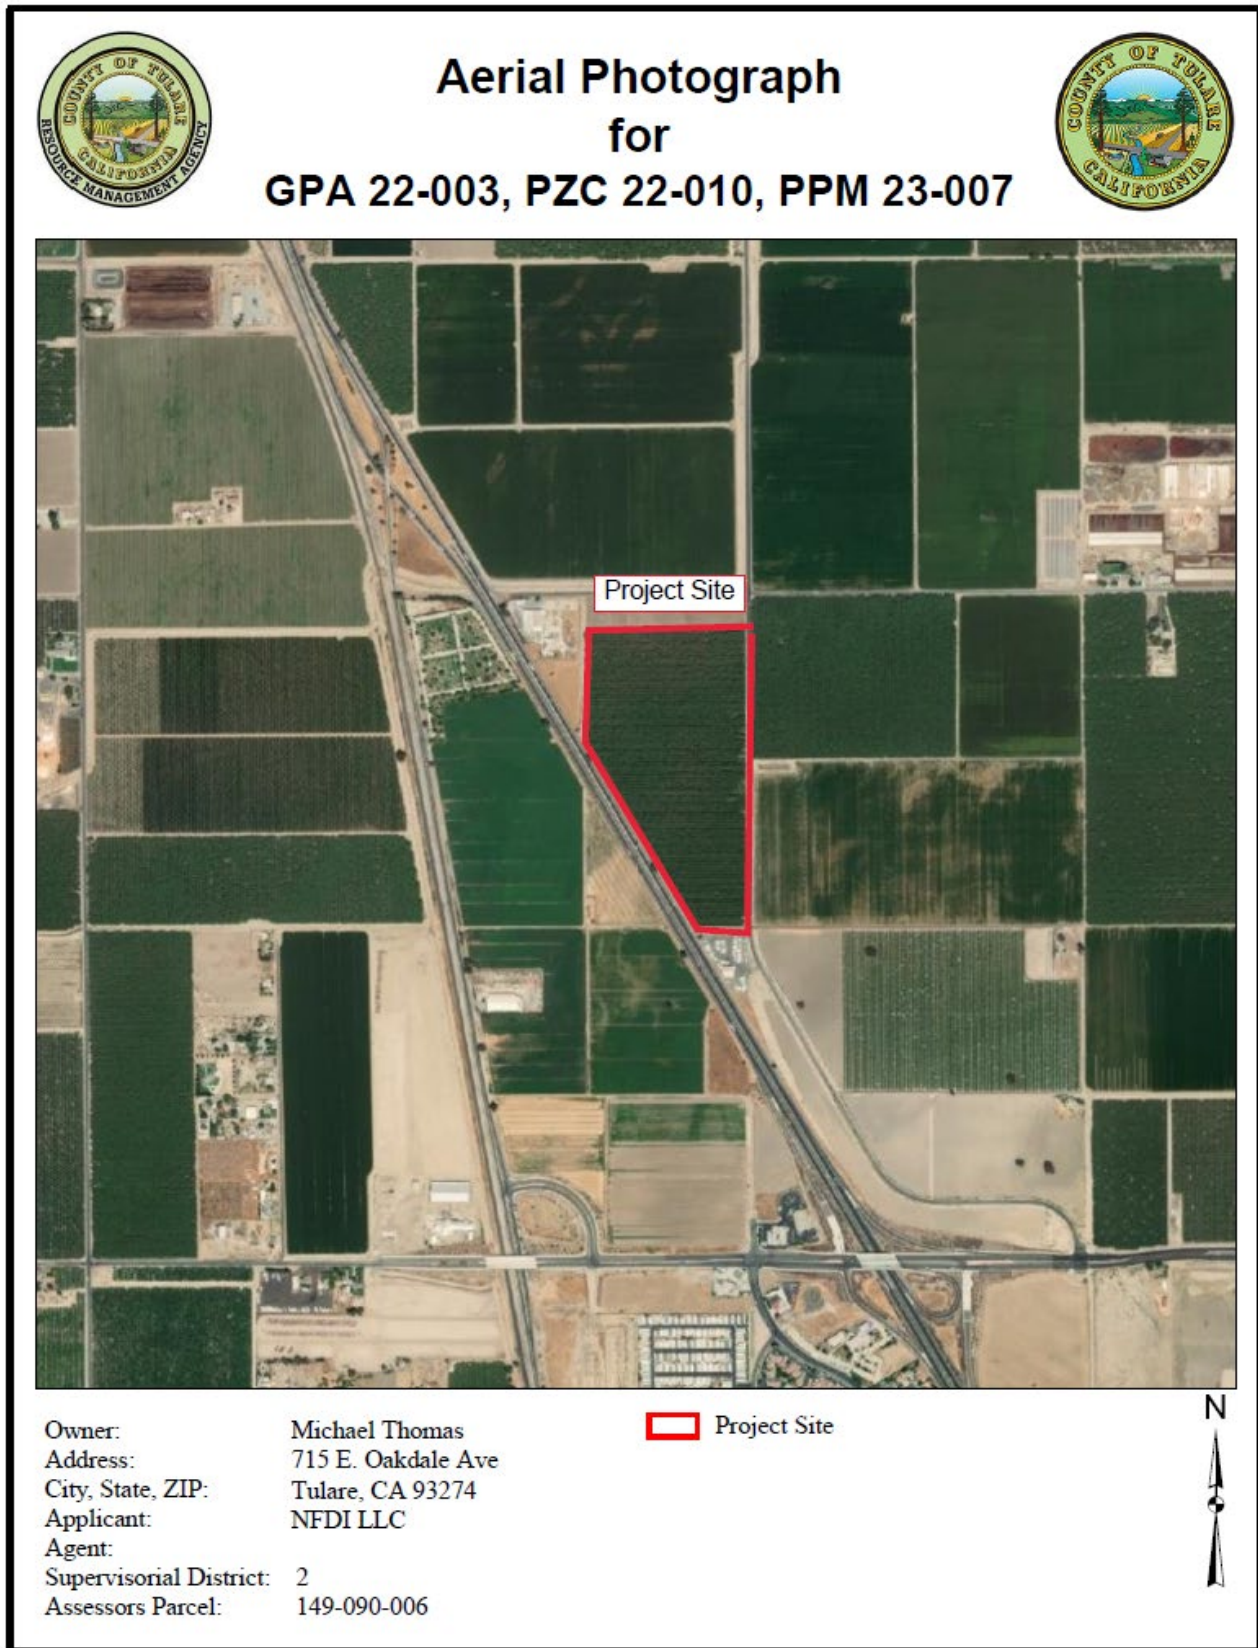 COUNTY OF TULARE
CALIFORNIA
RESOURCE MANAGEMENT AGENCY
Aerial Photograph
for
GPA 22-003, PZC 22-010, PPM 23-007
COUNTY OF TULARE
CALIFORNIA
Project Site
Owner: Michael Thomas
Address: 715 E. Oakdale Ave
City, State, ZIP: Tulare, CA 93274
Applicant: NFDI LLC
Agent:
Supervisorial District: 2
Assessors Parcel: 149-090-006
Project Site
N